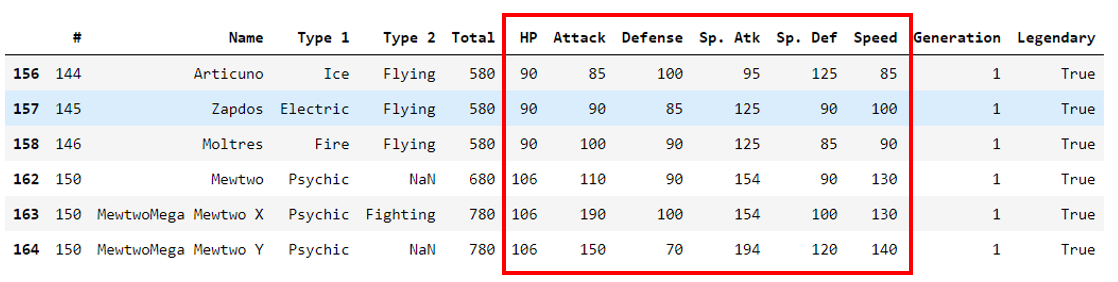 # Name Type 1 Type 2 Total HP Attack Defense Sp. Atk Sp. Def Speed Generation Legendary
156 144 Articuno Ice Flying 580 90 85 100 95 125 85 1 True
157 145 Zapdos Electric Flying 580 90 90 85 125 90 100 1 True
158 146 Moltres Fire Flying 580 90 100 90 125 85 90 1 True
162 150 Mewtwo Psychic NaN 680 106 110 90 154 90 130 1 True
163 150 MewtwoMega Mewtwo X Psychic Fighting 780 106 190 100 154 100 130 1 True
164 150 MewtwoMega Mewtwo Y Psychic NaN 780 106 150 70 194 120 140 1 True